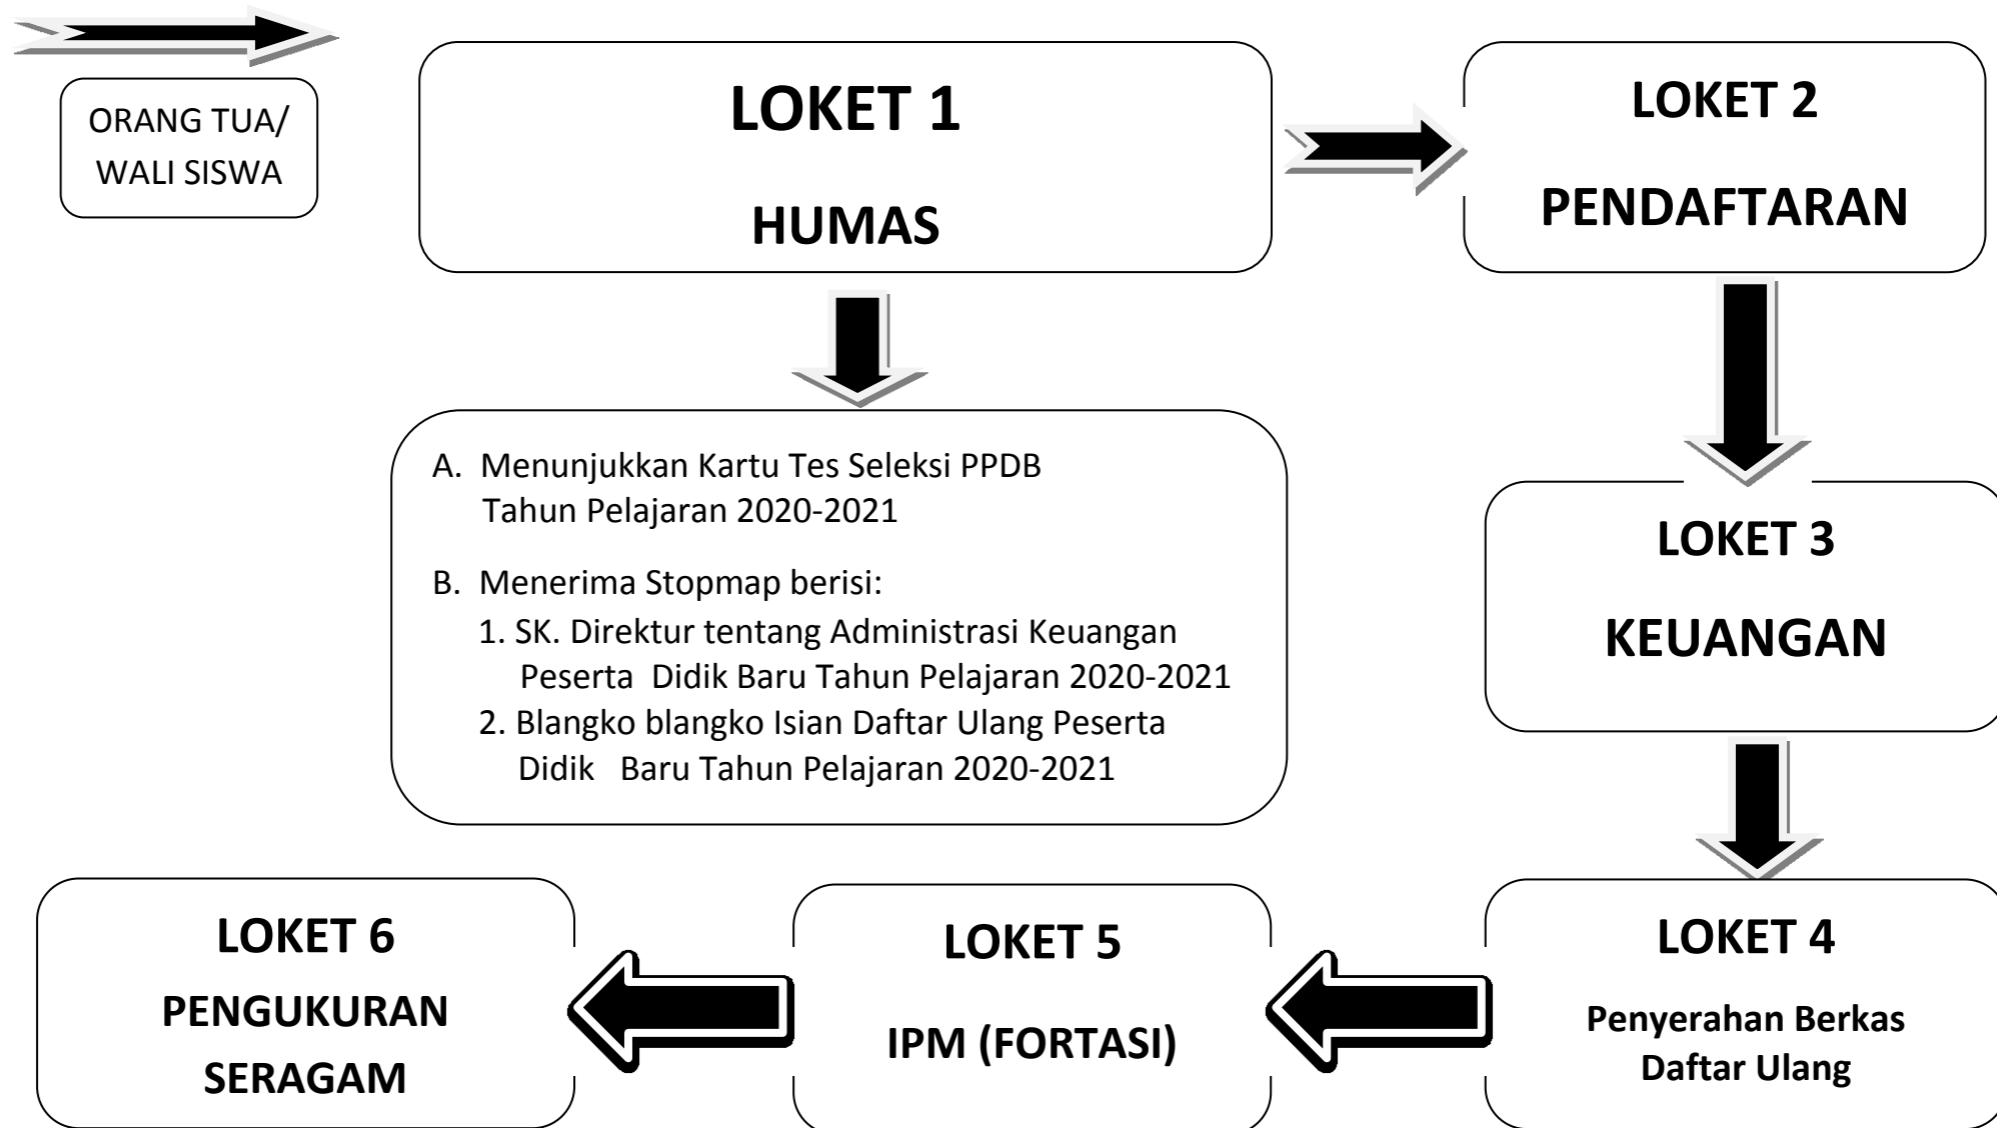 ORANG TUA/
WALI SISWA
LOKET 1
HUMAS
LOKET 2
PENDAFTARAN
A. Menunjukkan Kartu Tes Seleksi PPDB
Tahun Pelajaran 2020-2021
B. Menerima Stopmap berisi:
1. SK. Direktur tentang Administrasi Keuangan
Peserta Didik Baru Tahun Pelajaran 2020-2021
2. Blangko blangko Isian Daftar Ulang Peserta
Didik Baru Tahun Pelajaran 2020-2021
LOKET 3
KEUANGAN
LOKET 4
Penyerahan Berkas
Daftar Ulang
LOKET 5
IPM (FORTASI)
LOKET 6
PENGUKURAN
SERAGAM